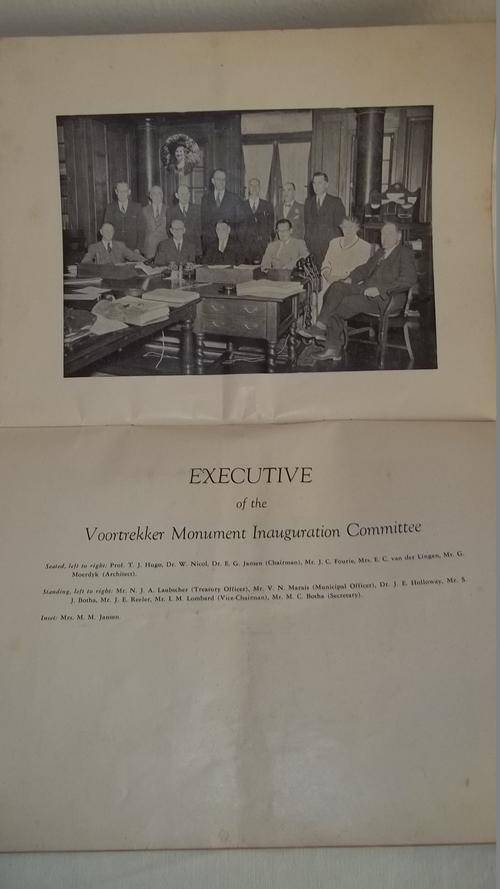 EXECUTIVE
of the
Voortrekker Monument Inauguration Committee
Seated, left to right: Prof. T. J. Hugo, Dr. W. Nicol, Dr. E. G. Jansen (Chairman), Mr. J. C. Fourie, Mrs. E. C. van der Lingen, Mr. G.
Moerdyk (Architect).
Standing, left to right: Mr. N. J. A. Laubscher (Treasury Officer), Mr. V. N. Marais (Municipal Officer), Dr. J. E. Holloway, Mr. S.
J. Botha, Mr. J. E. Reeler, Mr. I. M. Lombard (Vice-Chairman), Mr. M. C. Botha (Secretary).
Inset: Mrs. M. M. Jansen.